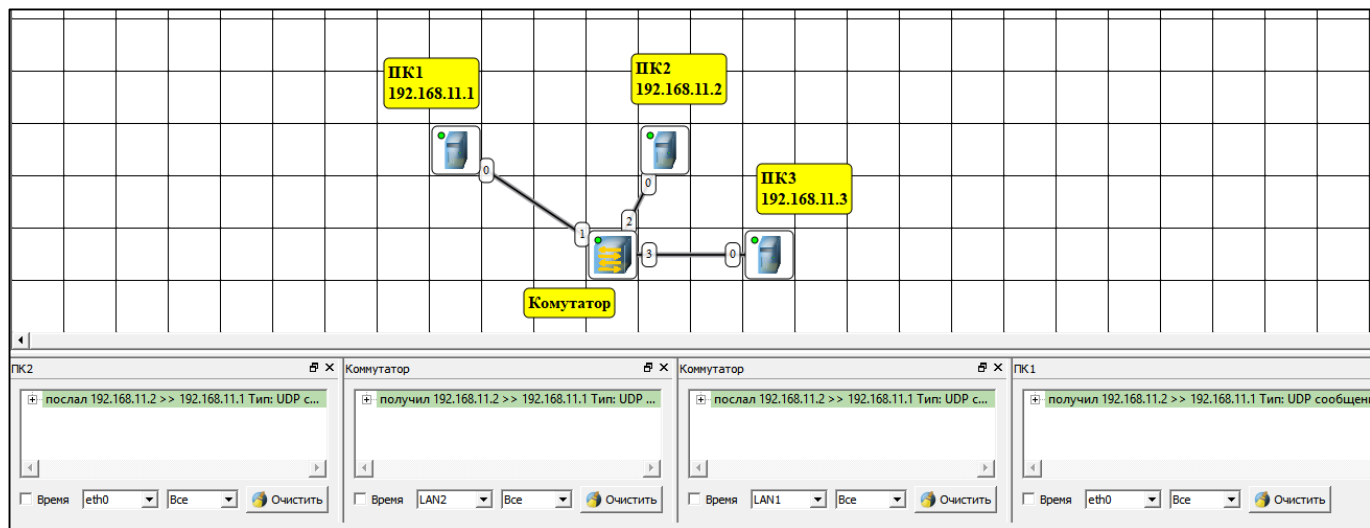 ПК1
192.168.11.1
ПК2
192.168.11.2
ПК3
192.168.11.3
0
0
1
2
3
0
Комутатор
ПК2
послал 192.168.11.2 >> 192.168.11.1 Тип: UDP с...
Время eth0 Все Очистить
Коммутатор
получил 192.168.11.2 >> 192.168.11.1 Тип: UDP ...
Время LAN2 Все Очистить
Коммутатор
послал 192.168.11.2 >> 192.168.11.1 Тип: UDP с...
Время LAN1 Все Очистить
ПК1
получил 192.168.11.2 >> 192.168.11.1 Тип: UDP сообщен
Время eth0 Все Очистить